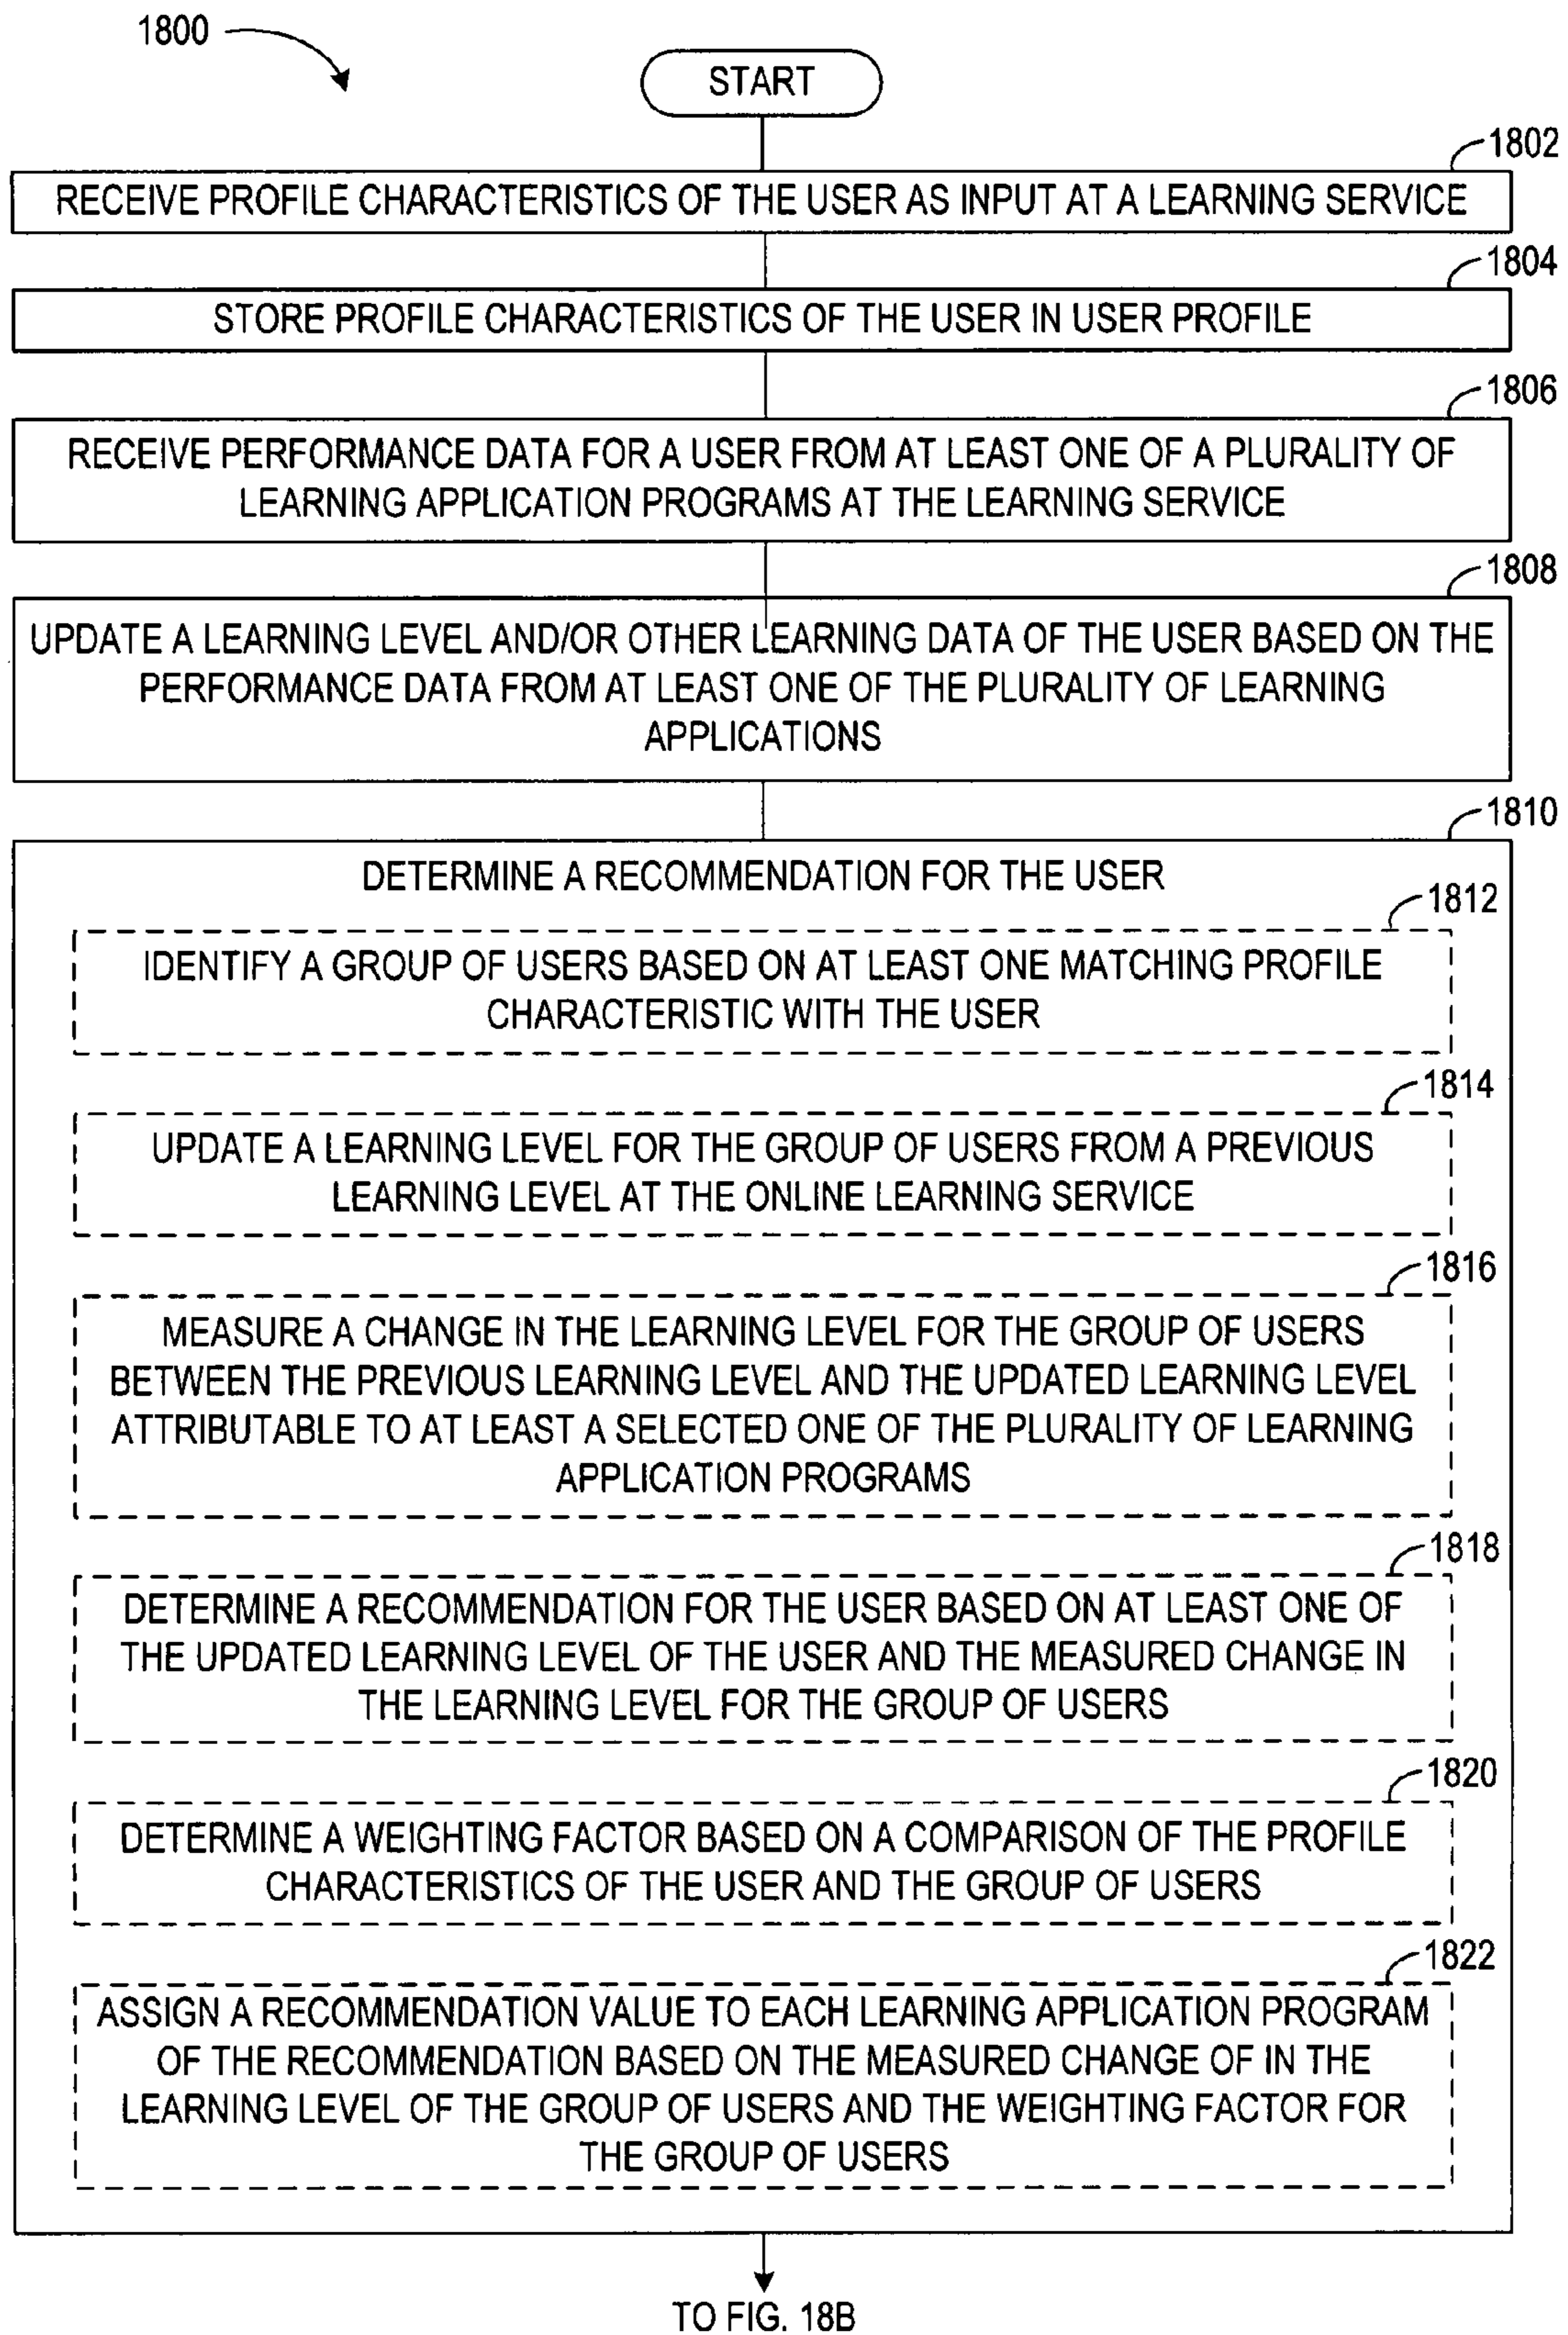 1800
START
1802
RECEIVE PROFILE CHARACTERISTICS OF THE USER AS INPUT AT A LEARNING SERVICE
1804
STORE PROFILE CHARACTERISTICS OF THE USER IN USER PROFILE
1806
RECEIVE PERFORMANCE DATA FOR A USER FROM AT LEAST ONE OF A PLURALITY OF
LEARNING APPLICATION PROGRAMS AT THE LEARNING SERVICE
1808
UPDATE A LEARNING LEVEL AND/OR OTHER LEARNING DATA OF THE USER BASED ON THE
PERFORMANCE DATA FROM AT LEAST ONE OF THE PLURALITY OF LEARNING
APPLICATIONS
1810
DETERMINE A RECOMMENDATION FOR THE USER
1812
IDENTIFY A GROUP OF USERS BASED ON AT LEAST ONE MATCHING PROFILE
CHARACTERISTIC WITH THE USER
1814
UPDATE A LEARNING LEVEL FOR THE GROUP OF USERS FROM A PREVIOUS
LEARNING LEVEL AT THE ONLINE LEARNING SERVICE
1816
MEASURE A CHANGE IN THE LEARNING LEVEL FOR THE GROUP OF USERS
BETWEEN THE PREVIOUS LEARNING LEVEL AND THE UPDATED LEARNING LEVEL
ATTRIBUTABLE TO AT LEAST A SELECTED ONE OF THE PLURALITY OF LEARNING
APPLICATION PROGRAMS
1818
DETERMINE A RECOMMENDATION FOR THE USER BASED ON AT LEAST ONE OF
THE UPDATED LEARNING LEVEL OF THE USER AND THE MEASURED CHANGE IN
THE LEARNING LEVEL FOR THE GROUP OF USERS
1820
DETERMINE A WEIGHTING FACTOR BASED ON A COMPARISON OF THE PROFILE
CHARACTERISTICS OF THE USER AND THE GROUP OF USERS
1822
ASSIGN A RECOMMENDATION VALUE TO EACH LEARNING APPLICATION PROGRAM
OF THE RECOMMENDATION BASED ON THE MEASURED CHANGE OF IN THE
LEARNING LEVEL OF THE GROUP OF USERS AND THE WEIGHTING FACTOR FOR
THE GROUP OF USERS
TO FIG. 18B